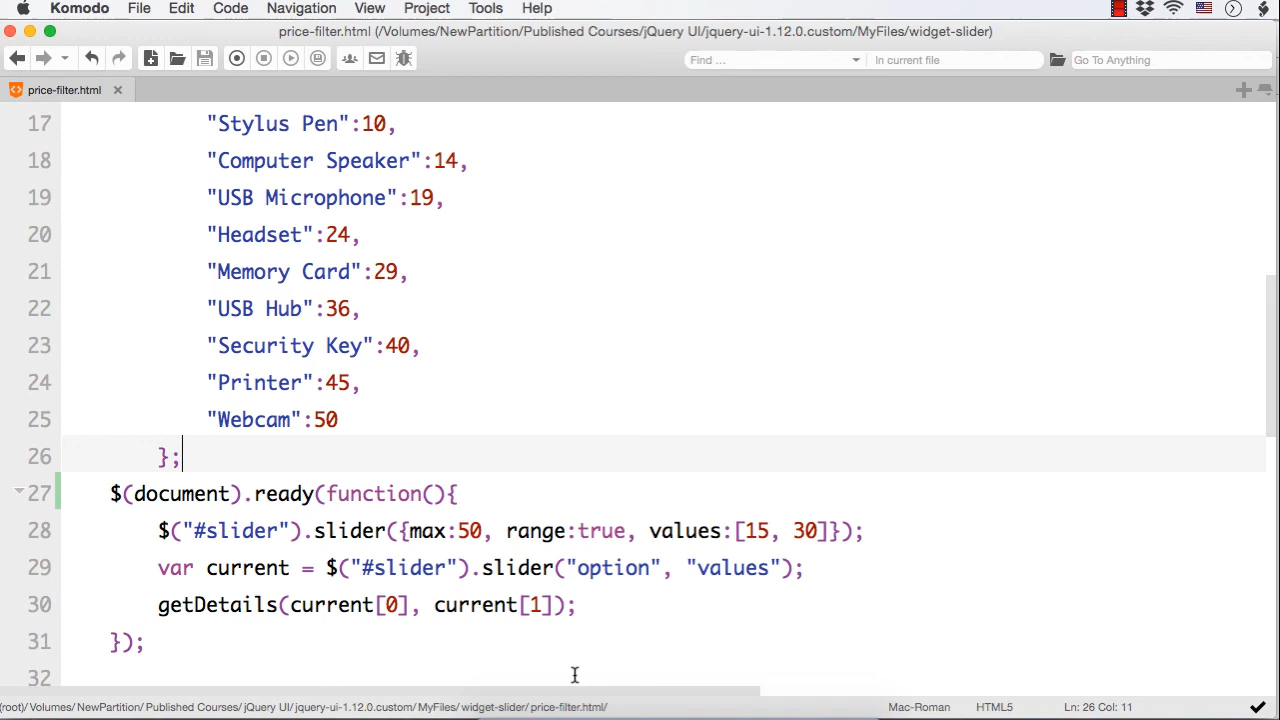 Komodo File Edit Code Navigation View Project Tools Help
price-filter.html (/Volumes/NewPartition/Published Courses/jQuery UI/jquery-ui-1.12.0.custom/MyFiles/widget-slider)
Find ... In current file Go To Anything
price-filter.html
17 "Stylus Pen":10,
18 "Computer Speaker":14,
19 "USB Microphone":19,
20 "Headset":24,
21 "Memory Card":29,
22 "USB Hub":36,
23 "Security Key":40,
24 "Printer":45,
25 "Webcam":50
26 };
27 $(document).ready(function(){
28 $("#slider").slider({max:50, range:true, values:[15, 30]});
29 var current = $("#slider").slider("option", "values");
30 getDetails(current[0], current[1]);
31 });
32
(root)/ Volumes/ NewPartition/ Published Courses/ jQuery UI/ jquery-ui-1.12.0.custom/ MyFiles/ widget-slider/ price-filter.html/ Mac-Roman HTML5 Ln: 26 Col: 11